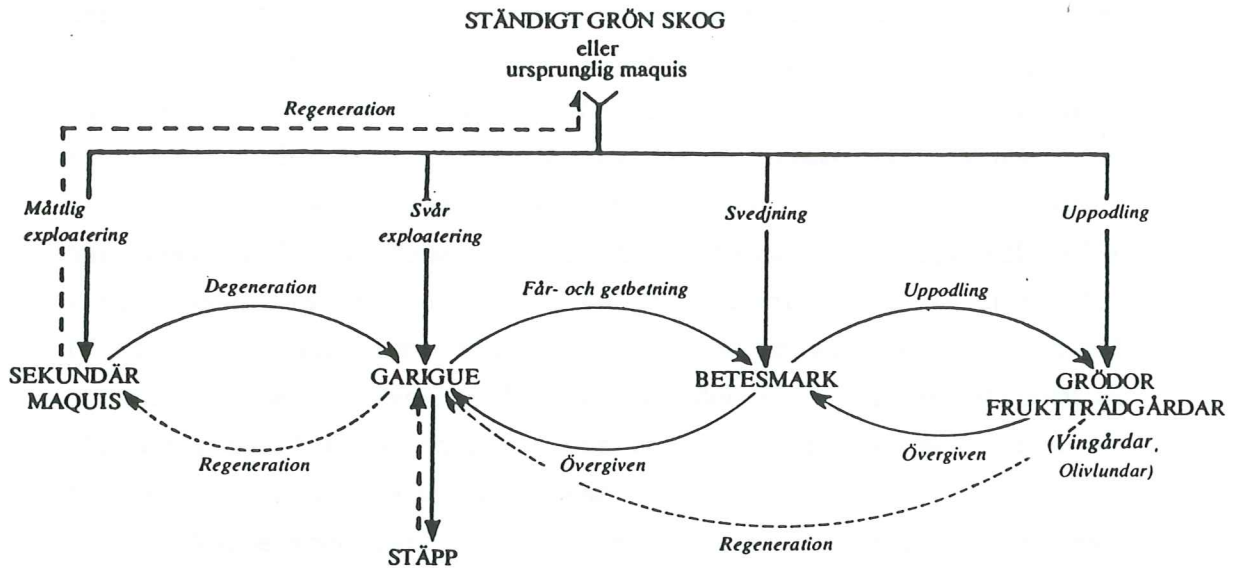 STÄNDIGT GRÖN SKOG
eller
ursprunglig maquis
Regeneration
Måttlig
exploatering
Svår
exploatering
Svedjning
Uppodling
Degeneration
Får- och getbetning
Uppodling
SEKUNDÄR
MAQUIS
GARIGUE
BETESMARK
GRÖDOR
FRUKTTRÄDGÅRDAR
(Vingårdar,
Olivlundar)
Regeneration
Övergiven
Övergiven
Regeneration
STÄPP